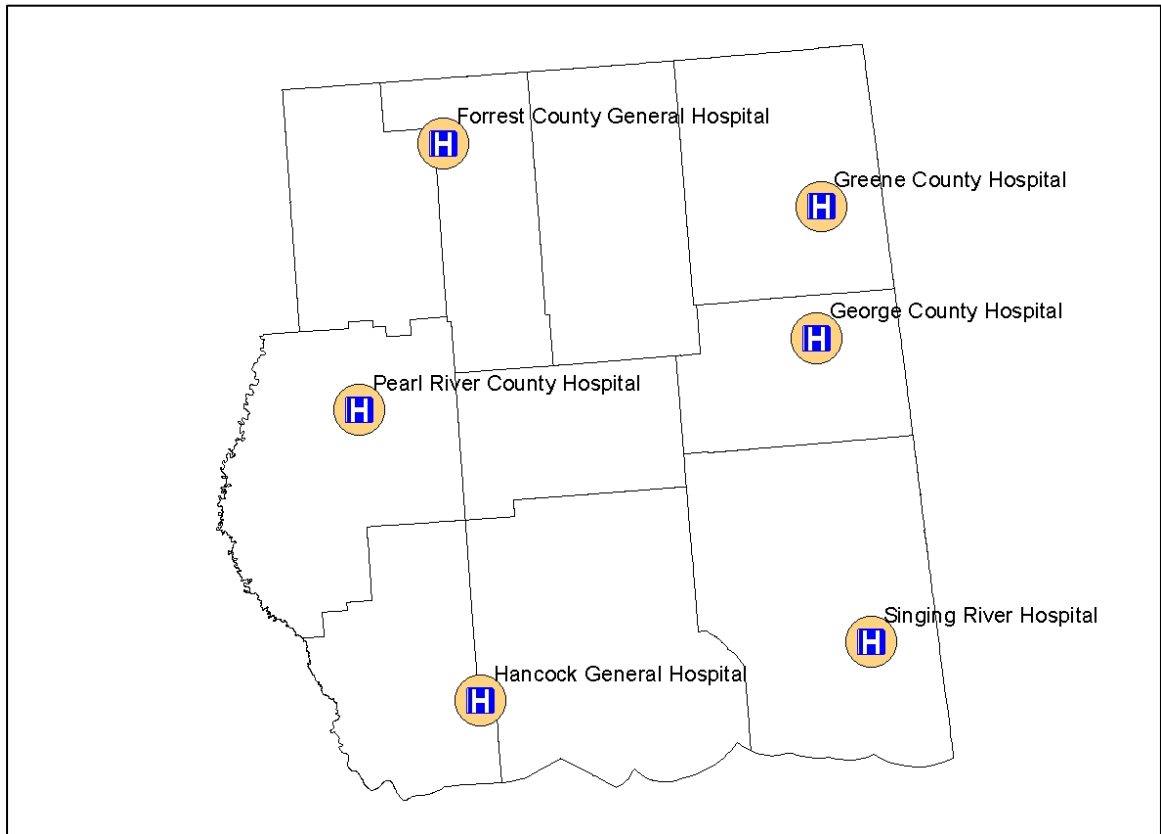 Forrest County General Hospital
H
Greene County Hospital
H
George County Hospital
H
Pearl River County Hospital
H
Singing River Hospital
H
Hancock General Hospital
H